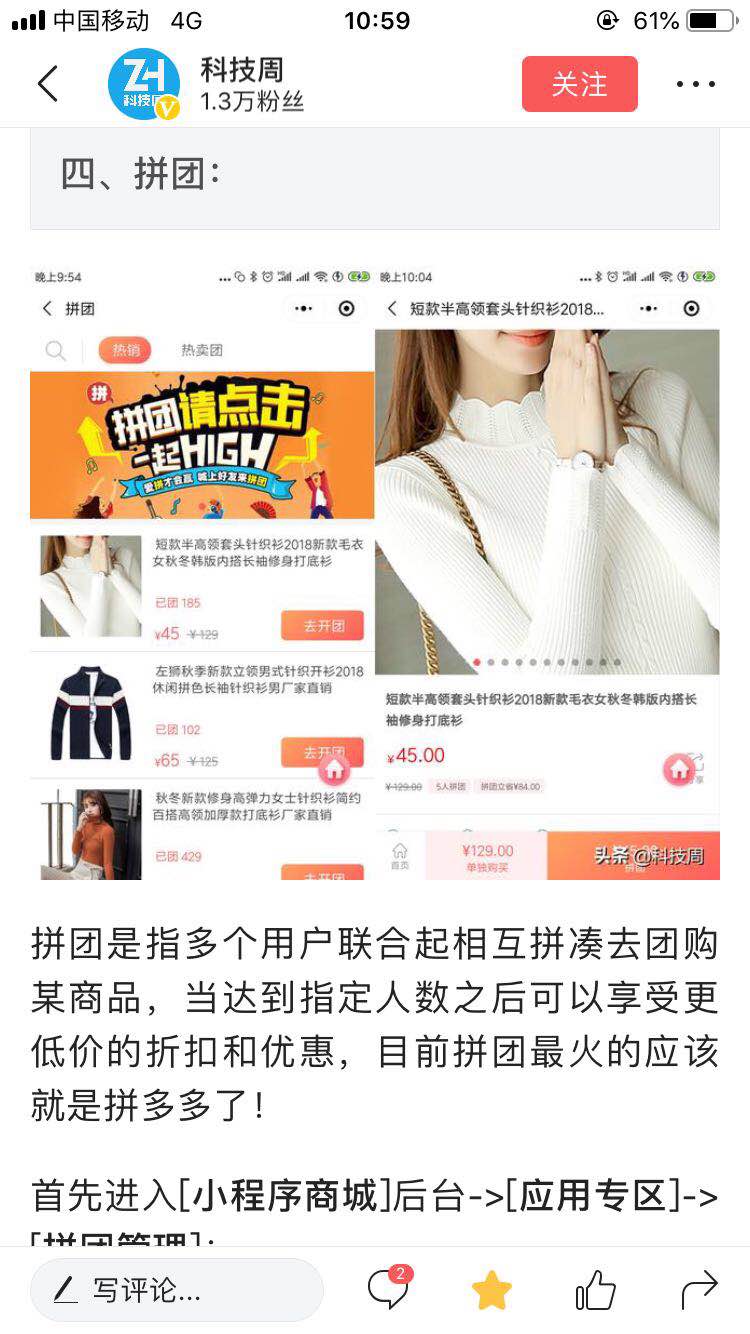 中国移动 4G 10:59 61%
ZH
科技周
V
科技周
1.3万粉丝
关注
四、拼团：
晚上9:54
拼团
热销 热卖团
拼
拼团请点击
一起HIGH
爱拼才会赢 喊上好友来拼团
短款半高领套头针织衫2018新款毛衣
女秋冬韩版内搭长袖修身打底衫
已团 185
¥45 ¥129
去开团
左狮秋季新款立领男式针织开衫2018
休闲拼色长袖针织衫男厂家直销
已团 102
¥65 ¥125
去开团
秋冬新款修身高弹力女士针织衫简约
百搭高领加厚款打底衫厂家直销
已团 429
去开团
晚上10:04
短款半高领套头针织衫2018...
短款半高领套头针织衫2018新款毛衣女秋冬韩版内搭长
袖修身打底衫
¥45.00
¥129.00 5人拼团 拼团立省¥84.00
首页
¥129.00
单独购买
头条@科技周
拼团是指多个用户联合起相互拼凑去团购
某商品，当达到指定人数之后可以享受更
低价的折扣和优惠，目前拼团最火的应该
就是拼多多了！
首先进入[小程序商城]后台->[应用专区]->
[拼团管理]：
写评论...
2